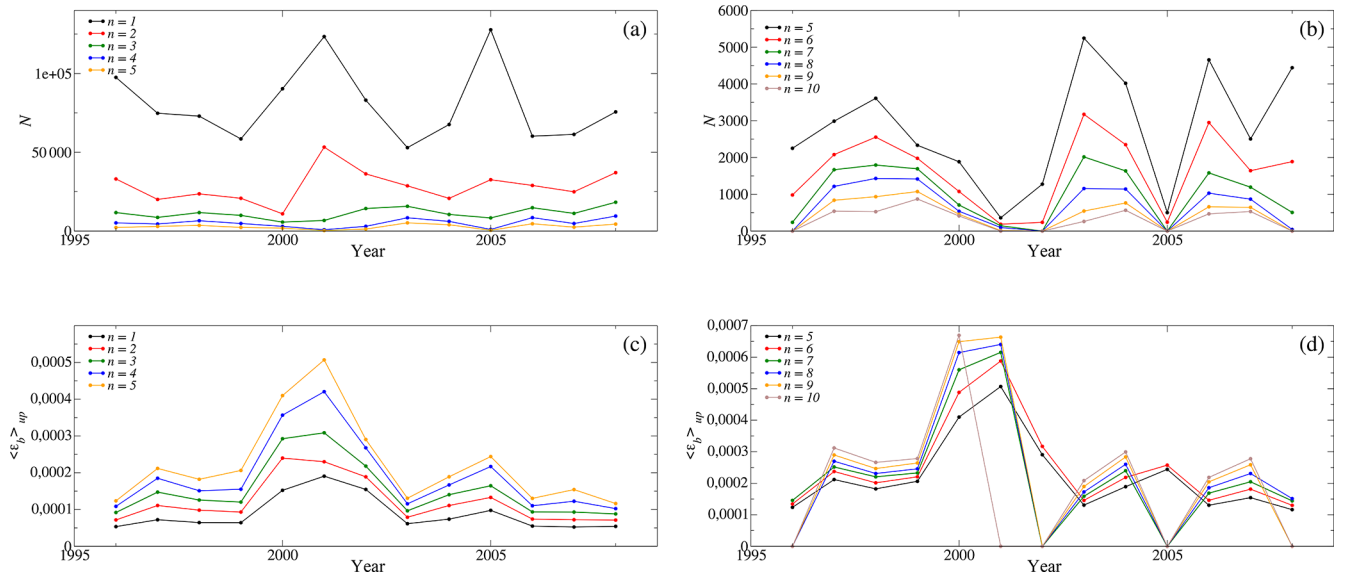 n = 1
n = 2
n = 3
n = 4
n = 5
(a)
1e+05
50 000
0
N
1995
2000
2005
Year
n = 5
n = 6
n = 7
n = 8
n = 9
n = 10
(b)
6000
5000
4000
3000
2000
1000
0
N
1995
2000
2005
Year
n = 1
n = 2
n = 3
n = 4
n = 5
(c)
0,0005
0,0004
0,0003
0,0002
0,0001
0
<ε_b>_up
1995
2000
2005
Year
n = 5
n = 6
n = 7
n = 8
n = 9
n = 10
(d)
0,0007
0,0006
0,0005
0,0004
0,0003
0,0002
0,0001
0
<ε_b>_up
1995
2000
2005
Year